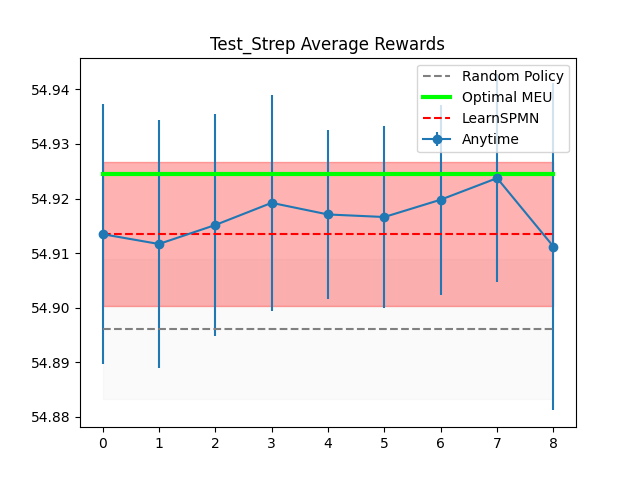 Test_Strep Average Rewards
Random Policy
Optimal MEU
LearnSPMN
Anytime
54.94
54.93
54.92
54.91
54.90
54.89
54.88
0 1 2 3 4 5 6 7 8